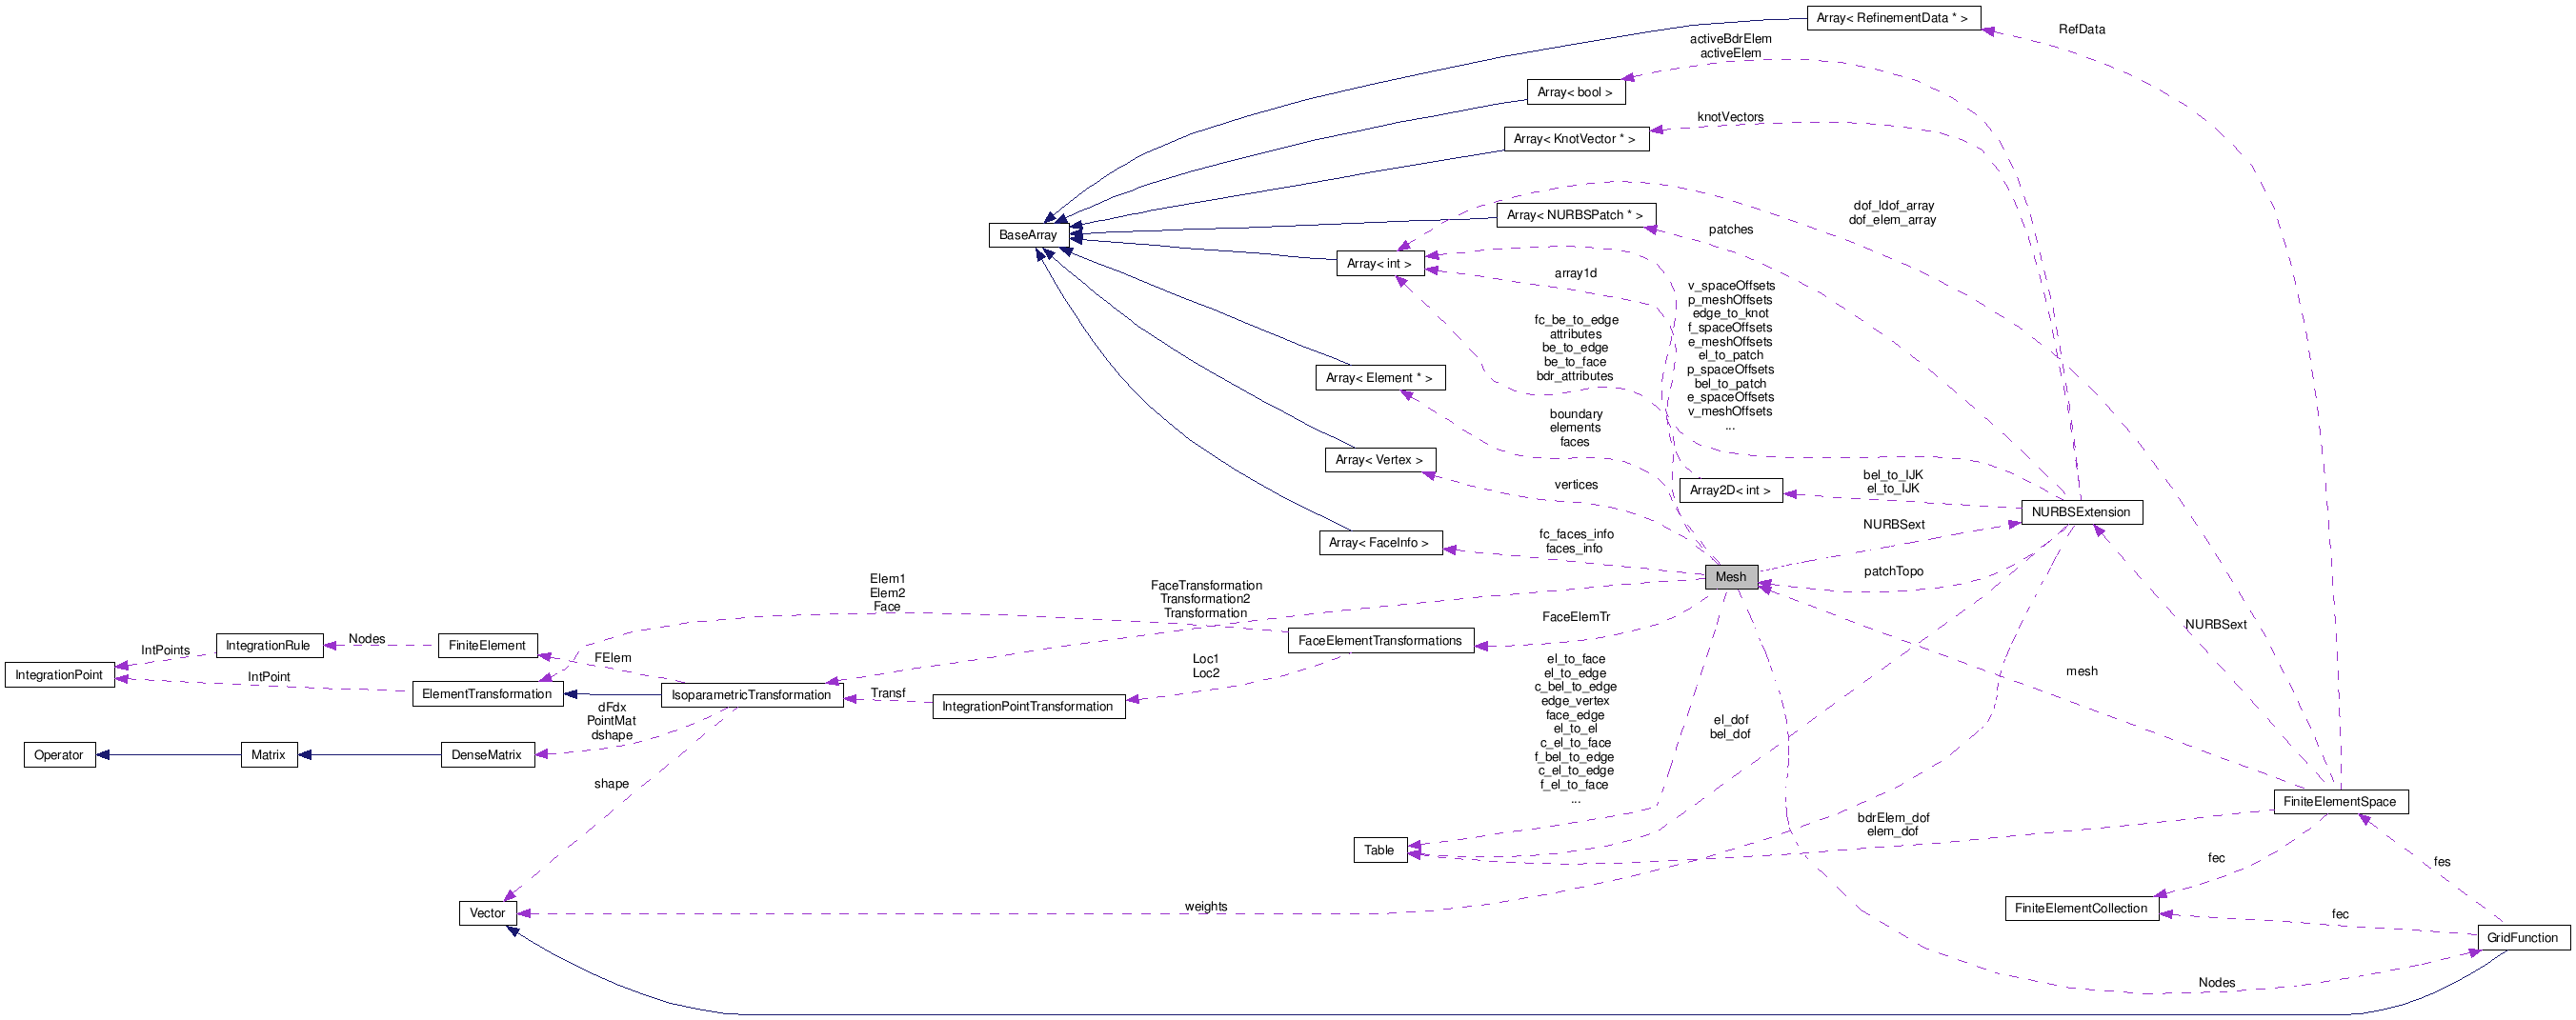 Array< RefinementData * >
RefData
activeBdrElem
activeElem
Array< bool >
knotVectors
Array< KnotVector * >
dof_ldof_array
dof_elem_array
Array< NURBSPatch * >
patches
BaseArray
Array< int >
array1d
v_spaceOffsets
p_meshOffsets
edge_to_knot
f_spaceOffsets
e_meshOffsets
el_to_patch
p_spaceOffsets
bel_to_patch
e_spaceOffsets
v_meshOffsets
...
fc_be_to_edge
attributes
be_to_edge
be_to_face
bdr_attributes
Array< Element * >
boundary
elements
faces
Array< Vertex >
vertices
Array2D< int >
bel_to_IJK
el_to_IJK
NURBSExtension
NURBSext
Array< FaceInfo >
fc_faces_info
faces_info
Mesh
patchTopo
Elem1
Elem2
Face
FaceTransformation
Transformation2
Transformation
FaceElemTr
NURBSext
IntegrationRule
Nodes
FiniteElement
FaceElementTransformations
IntPoints
FElem
IntegrationPoint
IntPoint
ElementTransformation
IsoparametricTransformation
Transf
IntegrationPointTransformation
Loc1
Loc2
el_to_face
el_to_edge
c_bel_to_edge
edge_vertex
face_edge
el_to_el
c_el_to_face
f_bel_to_edge
c_el_to_edge
f_el_to_face
...
mesh
dFdx
PointMat
dshape
el_dof
bel_dof
Operator
Matrix
DenseMatrix
shape
FiniteElementSpace
bdrElem_dof
elem_dof
Table
fec
fes
Vector
weights
FiniteElementCollection
fec
GridFunction
Nodes